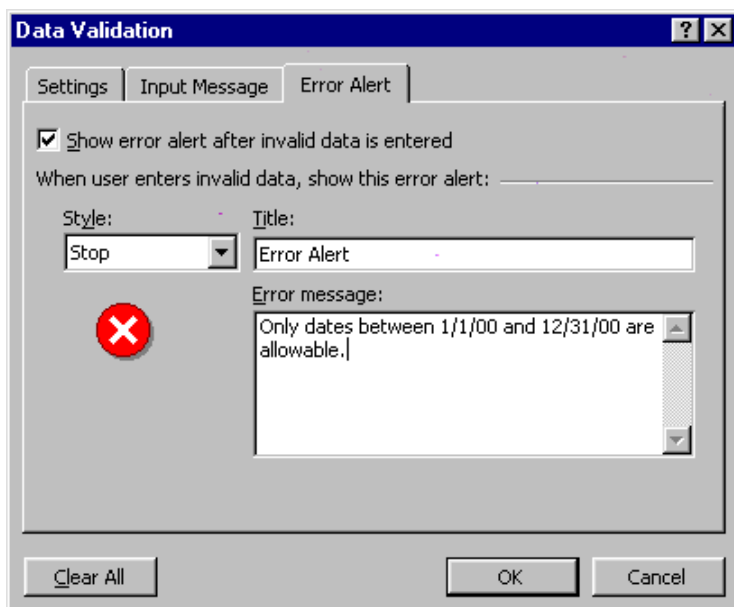 Data Validation
Settings Input Message Error Alert
Show error alert after invalid data is entered
When user enters invalid data, show this error alert:
Style: Title:
Stop Error Alert
Error message:
Only dates between 1/1/00 and 12/31/00 are
allowable.
Clear All OK Cancel